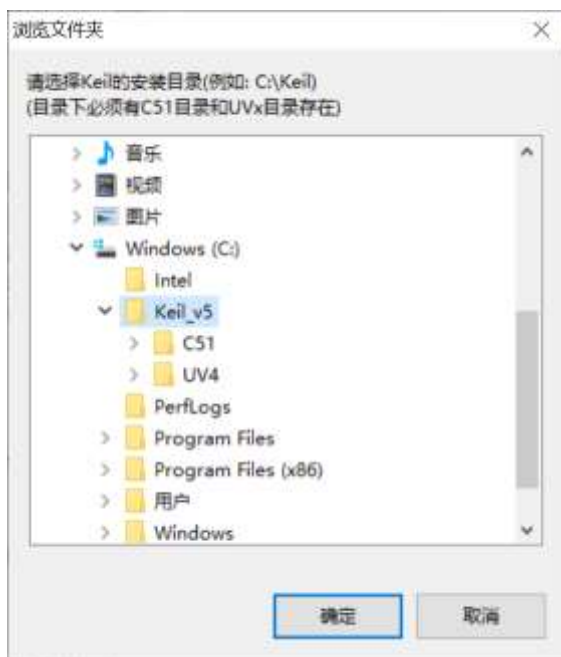 浏览文件夹
请选择Keil的安装目录(例如: C:\Keil)
(目录下必须有C51目录和UVx目录存在)
音乐
视频
图片
Windows (C:)
Intel
Keil_v5
C51
UV4
PerfLogs
Program Files
Program Files (x86)
用户
Windows
确定
取消